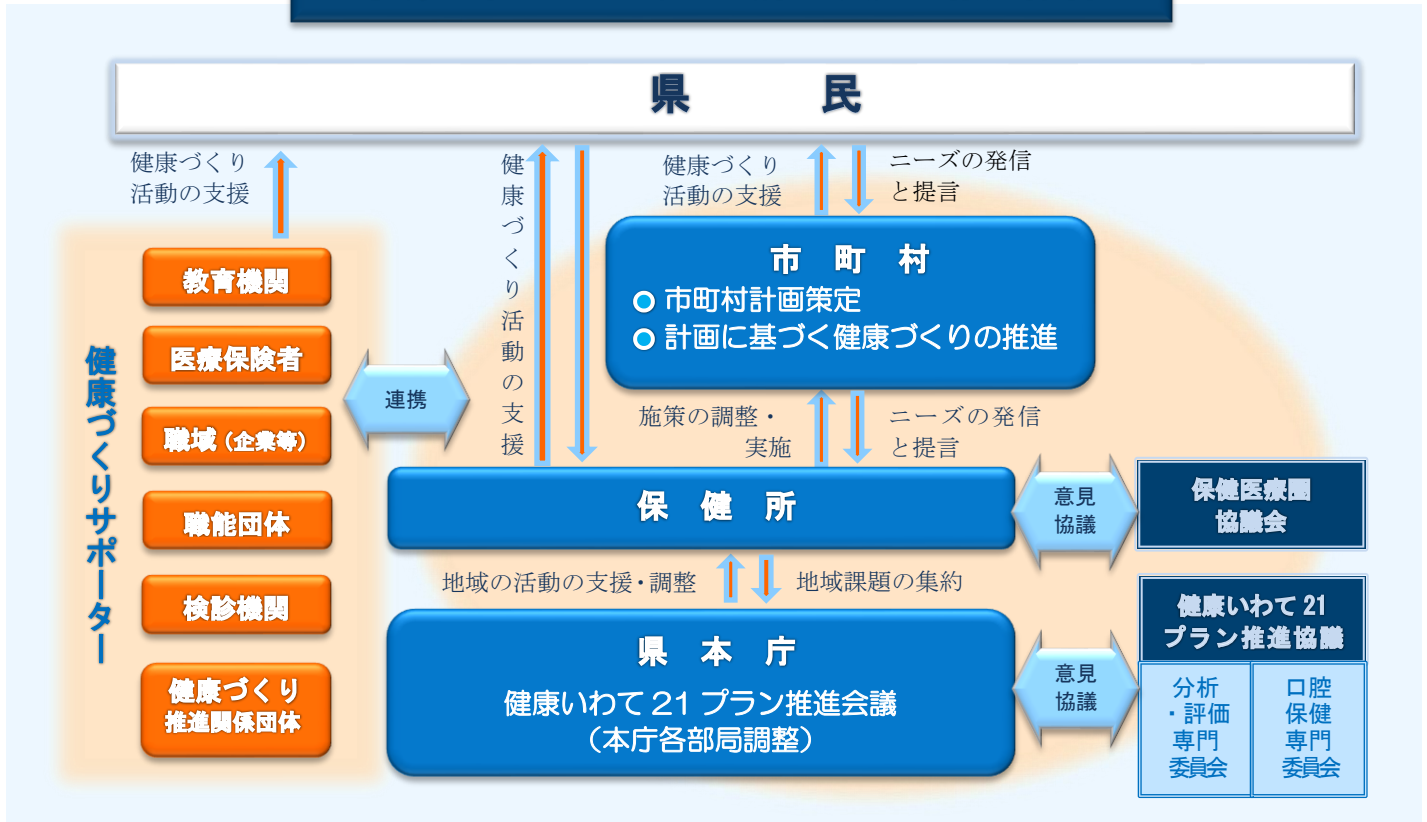 県 民
健康づくり
活動の支援
健康づくり活動の支援
健康づくり
活動の支援
ニーズの発信
と提言
健康づくりサポーター
教育機関
医療保険者
職域（企業等）
職能団体
検診機関
健康づくり
推進関係団体
連携
市 町 村
○ 市町村計画策定
○ 計画に基づく健康づくりの推進
施策の調整・
実施
ニーズの発信
と提言
保 健 所
意見
協議
保健医療圏
協議会
地域の活動の支援・調整
地域課題の集約
県 本 庁
健康いわて 21 プラン推進会議
（本庁各部局調整）
意見
協議
健康いわて 21
プラン推進協議
分析
・評価
専門
委員会
口腔
保健
専門
委員会